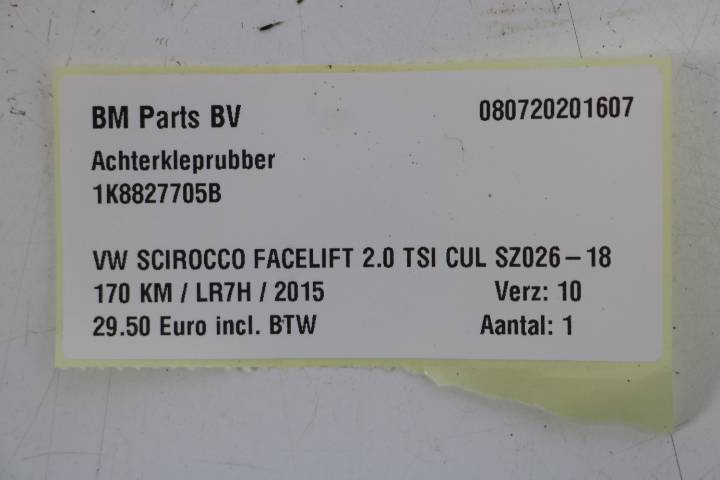 BM Parts BV 080720201607
Achterkleprubber
1K8827705B
VW SCIROCCO FACELIFT 2.0 TSI CUL SZ026-18
170 KM / LR7H / 2015 Verz: 10
29.50 Euro incl. BTW Aantal: 1